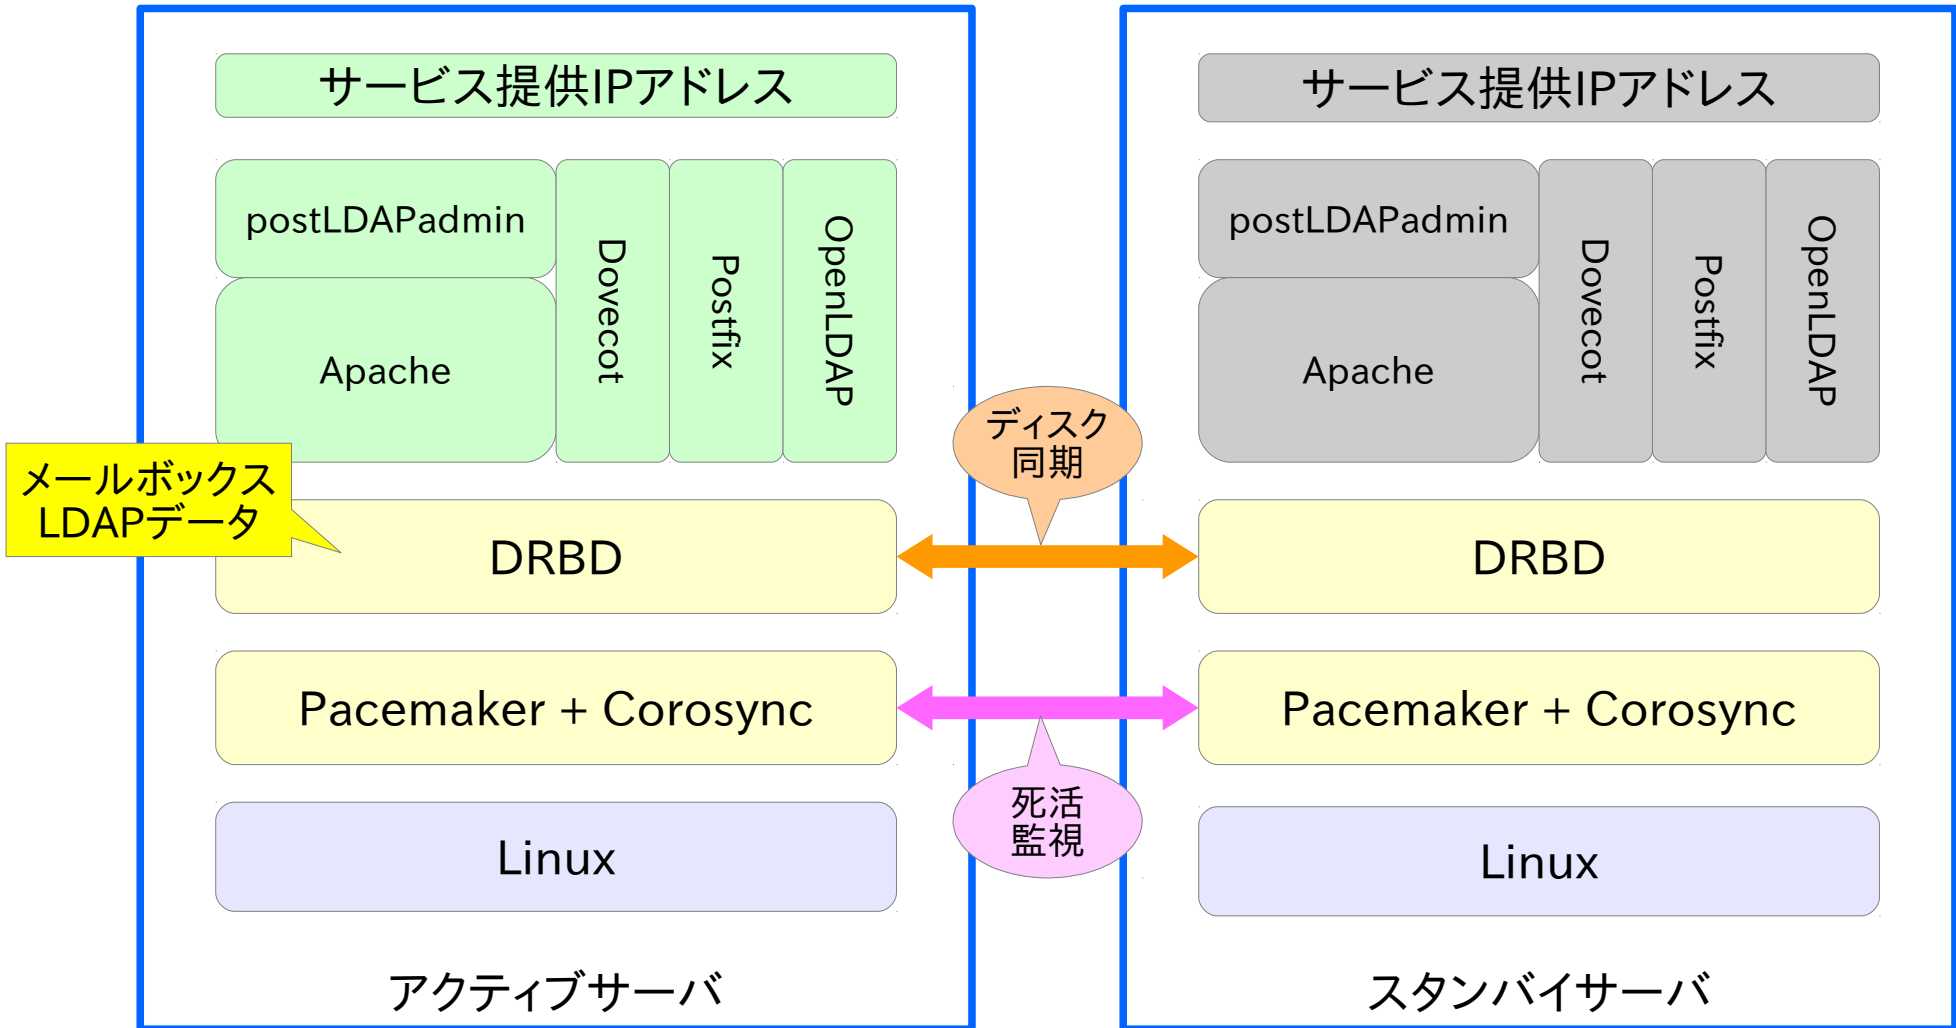 サービス提供IPアドレス
postLDAPadmin
Apache
Dovecot
Postfix
OpenLDAP
メールボックス
LDAPデータ
DRBD
Pacemaker + Corosync
Linux
アクティブサーバ
ディスク
同期
死活
監視
サービス提供IPアドレス
postLDAPadmin
Apache
Dovecot
Postfix
OpenLDAP
DRBD
Pacemaker + Corosync
Linux
スタンバイサーバ